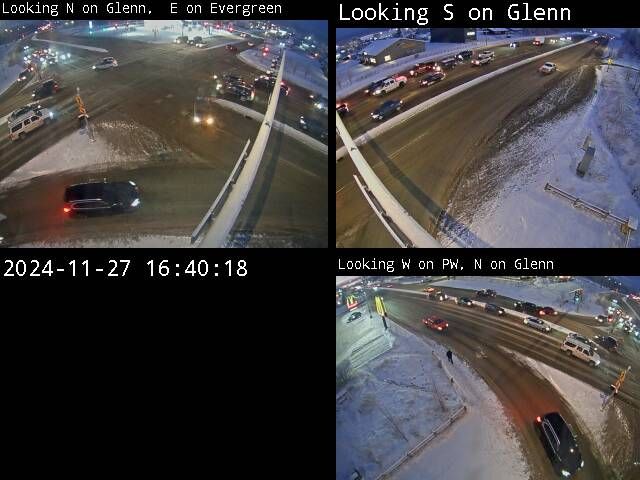 Looking N on Glenn,  E on Evergreen
Looking S on Glenn
2024-11-27 16:40:18
Looking W on PW, N on Glenn